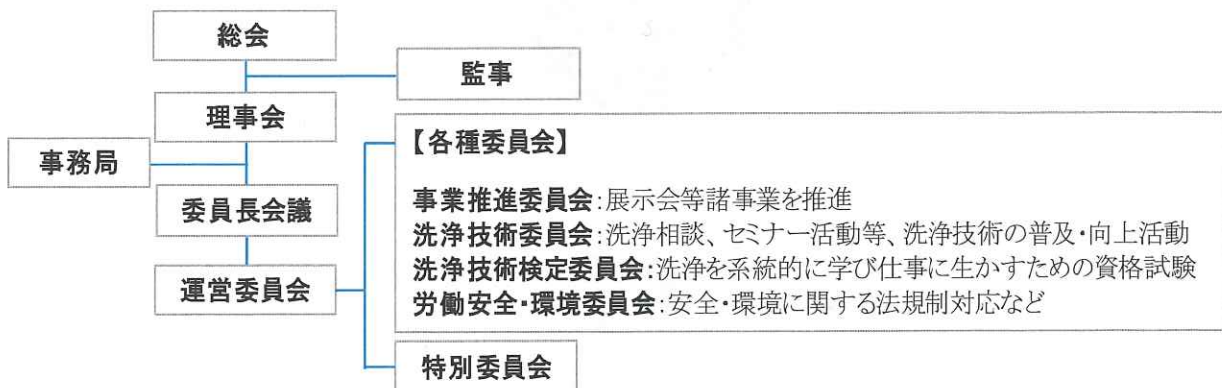 総会
監事
理事会
事務局
委員長会議
運営委員会
【各種委員会】
事業推進委員会:展示会等諸事業を推進
洗浄技術委員会:洗浄相談、セミナー活動等、洗浄技術の普及・向上活動
洗浄技術検定委員会:洗浄を系統的に学び仕事に生かすための資格試験
労働安全・環境委員会:安全・環境に関する法規制対応など
特別委員会